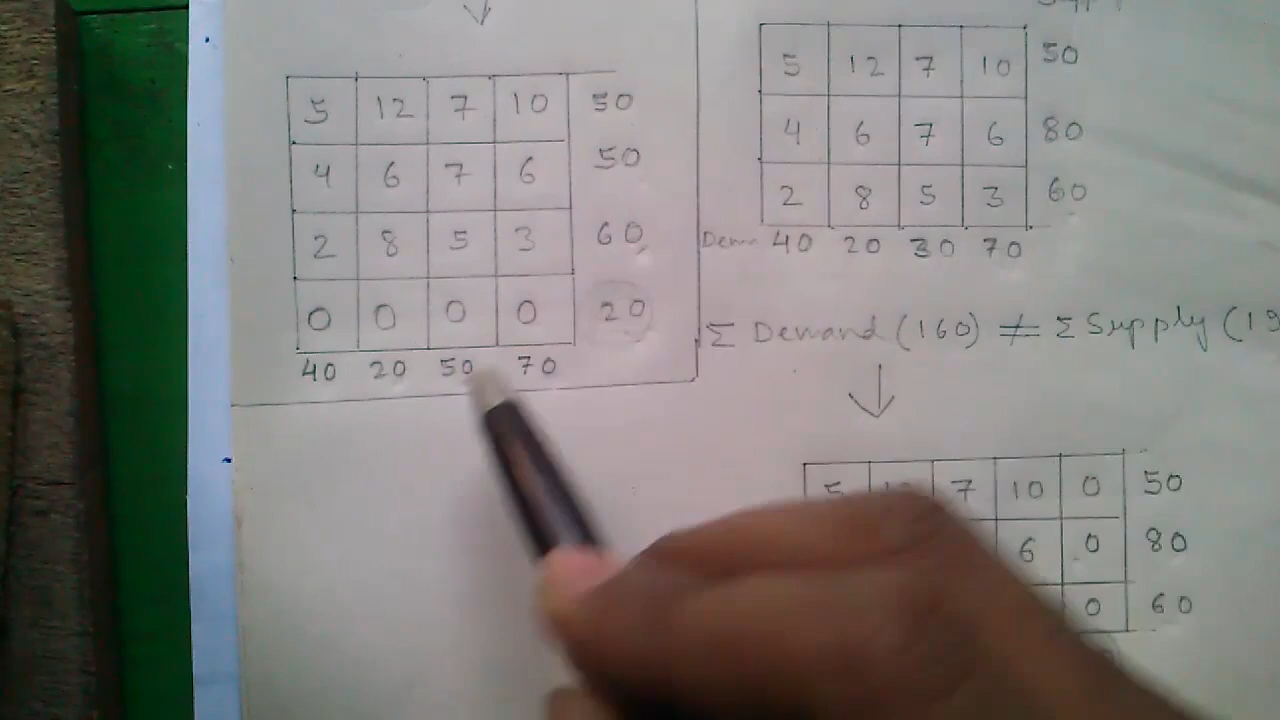 5 12 7 10 50
4 6 7 6 50
2 8 5 3 60
0 0 0 0 20
40 20 50 70
5 12 7 10 50
4 6 7 6 80
2 8 5 3 60
40 20 30 70
Σ Demand (160) ≠ Σ Supply (19
5 7 10 0 50
6 0 80
0 60